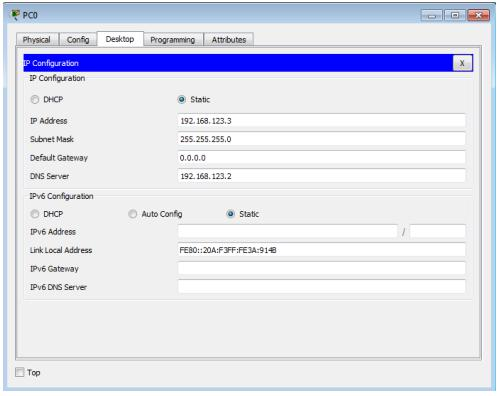 PC0
Physical Config Desktop Programming Attributes
IP Configuration X
IP Configuration
DHCP Static
IP Address 192.168.123.3
Subnet Mask 255.255.255.0
Default Gateway 0.0.0.0
DNS Server 192.168.123.2
IPv6 Configuration
DHCP Auto Config Static
IPv6 Address /
Link Local Address FE80::20A:F3FF:FE3A:914B
IPv6 Gateway
IPv6 DNS Server
Top